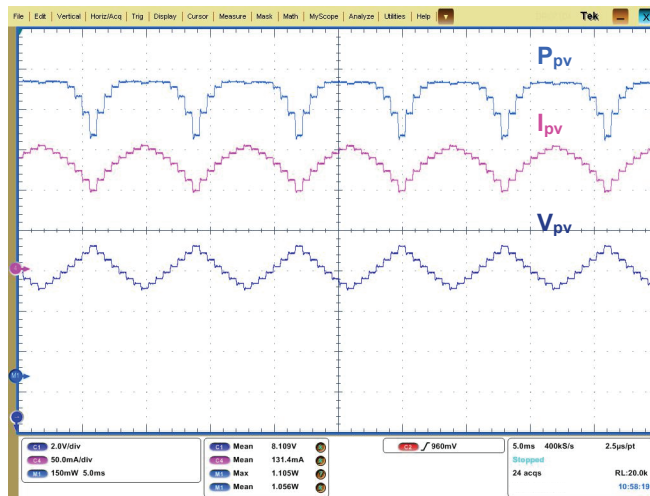 File | Edit | Vertical | Horiz/Acq | Trig | Display | Cursor | Measure | Mask | Math | MyScope | Analyze | Utilities | Help | Tek X
Ppv
Ipv
Vpv
M1
C1 2.0V/div
C4 50.0mA/div
M1 150mW 5.0ms
C1 Mean 8.109V
C4 Mean 131.4mA
M1 Max 1.105W
M1 Mean 1.056W
C2 960mV
5.0ms 400kS/s 2.5µs/pt
Stopped
24 acqs RL:20.0k
10:58:19